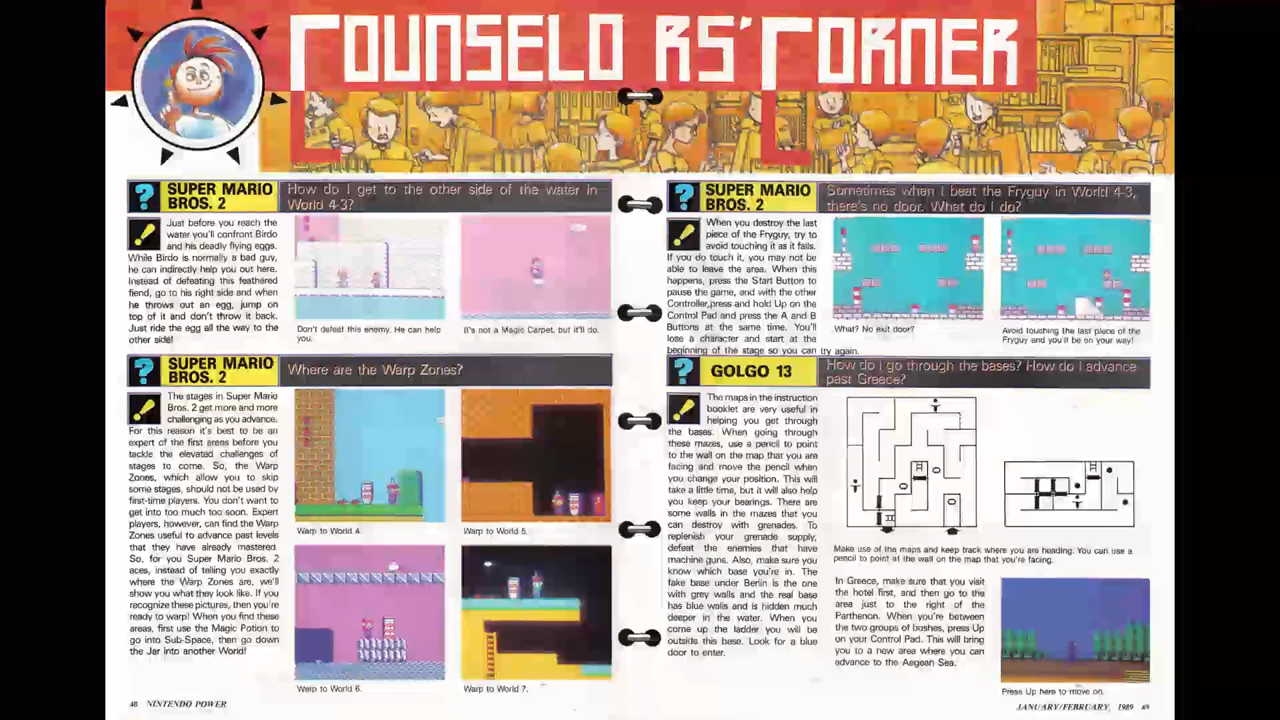 COUNSELORS' CORNER
SUPER MARIO
BROS. 2
How do I get to the other side of the water in
World 4-3?
Just before you reach the
water you'll confront Birdo
and his deadly flying eggs.
While Birdo is normally a bad guy,
he can indirectly help you out here.
Instead of defeating this feathered
fiend, go to his right side and when
he throws out an egg, jump on
top of it and don't throw it back.
Just ride the egg all the way to the
other side!
Don't defeat this enemy. He can help
you.
It's not a Magic Carpet, but it'll do.
SUPER MARIO
BROS. 2
Where are the Warp Zones?
The stages in Super Mario
Bros. 2 get more and more
challenging as you advance.
For this reason it's best to be an
expert of the first areas before you
tackle the elevated challenges of
stages to come. So, the Warp
Zones, which allow you to skip
some stages, should not be used by
first-time players. You don't want to
get into too much too soon. Expert
players, however, can find the Warp
Zones useful to advance past levels
that they have already mastered.
So, for you Super Mario Bros. 2
aces, instead of telling you exactly
where the Warp Zones are, we'll
show you what they look like. If you
recognize these pictures, then you're
ready to warp! When you find these
areas, first use the Magic Potion to
go into Sub-Space, then go down
the Jar into another World!
Warp to World 4.
Warp to World 5.
Warp to World 6.
Warp to World 7.
48 NINTENDO POWER
SUPER MARIO
BROS. 2
Sometimes when I beat the Fryguy in World 4-3,
there's no door. What do I do?
When you destroy the last
piece of the Fryguy, try to
avoid touching it as it falls.
If you do touch it, you may not be
able to leave the area. When this
happens, press the Start Button to
pause the game, and with the other
Controller,press and hold Up on the
Control Pad and press the A and B
Buttons at the same time. You'll
lose a character and start at the
beginning of the stage so you can try again.
What? No exit door?
Avoid touching the last piece of the
Fryguy and you'll be on your way!
GOLGO 13
How do I go through the bases? How do I advance
past Greece?
The maps in the instruction
booklet are very useful in
helping you get through
the bases. When going through
these mazes, use a pencil to point
to the wall on the map that you are
facing and move the pencil when
you change your position. This will
take a little time, but it will also help
you keep your bearings. There are
some walls in the mazes that you
can destroy with grenades. To
replenish your grenade supply,
defeat the enemies that have
machine guns. Also, make sure you
know which base you're in. The
fake base under Berlin is the one
with grey walls and the real base
has blue walls and is hidden much
deeper in the water. When you
come up the ladder you will be
outside this base. Look for a blue
door to enter.
Make use of the maps and keep track where you are heading. You can use a
pencil to point at the wall on the map that you're facing.
In Greece, make sure that you visit
the hotel first, and then go to the
area just to the right of the
Parthenon. When you're between
the two groups of bushes, press Up
on your Control Pad. This will bring
you to a new area where you can
advance to the Aegean Sea.
Press Up here to move on.
JANUARY/FEBRUARY, 1989 49